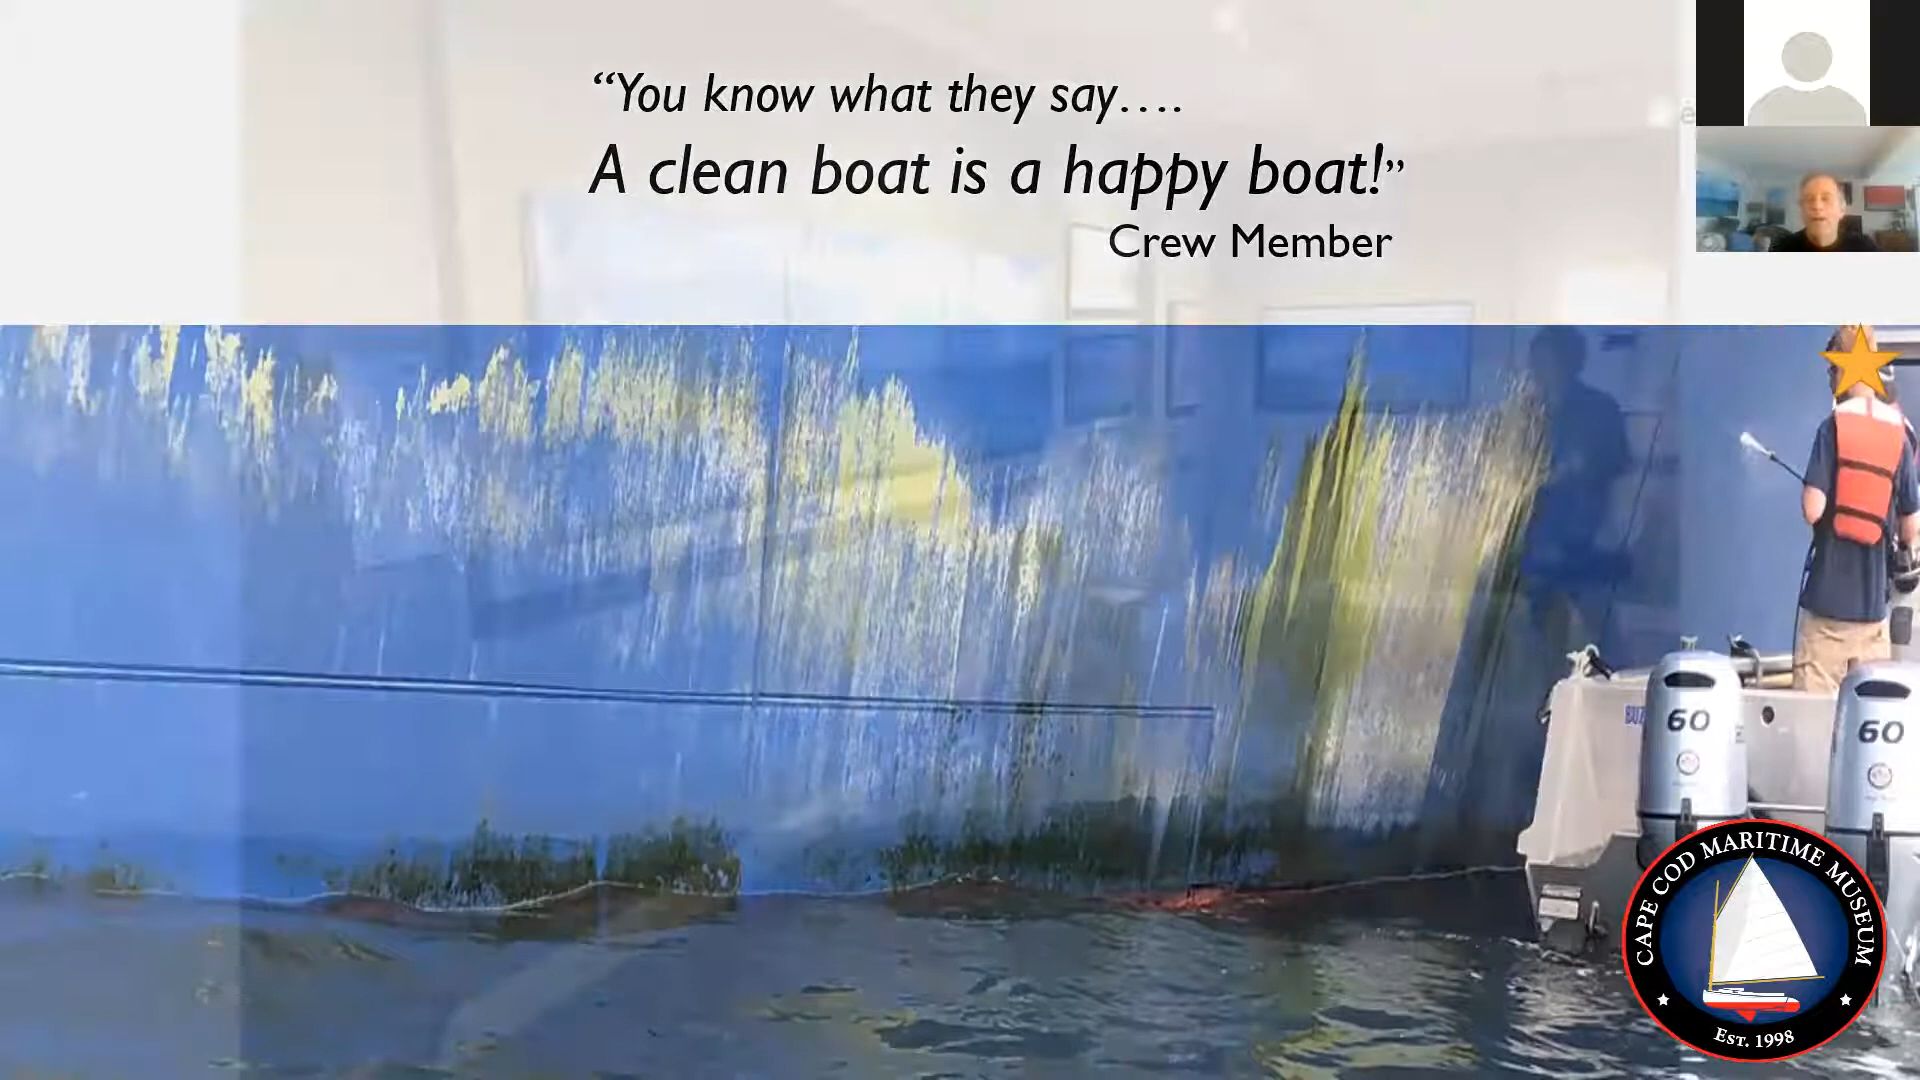 “You know what they say….
A clean boat is a happy boat!”
Crew Member
60
60
CAPE COD MARITIME MUSEUM
EST. 1998